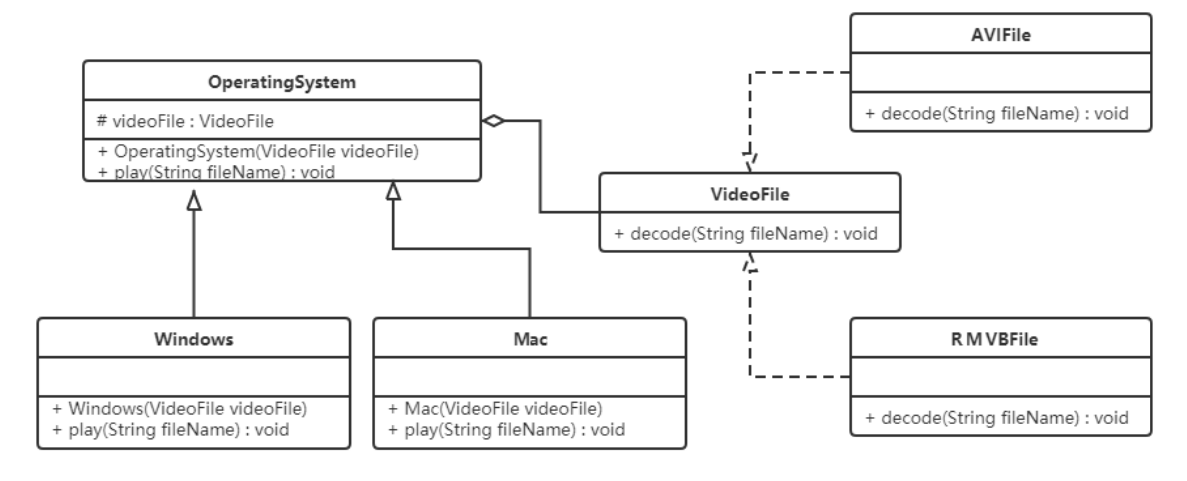 AVIFile
+ decode(String fileName) : void
OperatingSystem
# videoFile : VideoFile
+ OperatingSystem(VideoFile videoFile)
+ play(String fileName) : void
VideoFile
+ decode(String fileName) : void
Windows
+ Windows(VideoFile videoFile)
+ play(String fileName) : void
Mac
+ Mac(VideoFile videoFile)
+ play(String fileName) : void
RMVBFile
+ decode(String fileName) : void